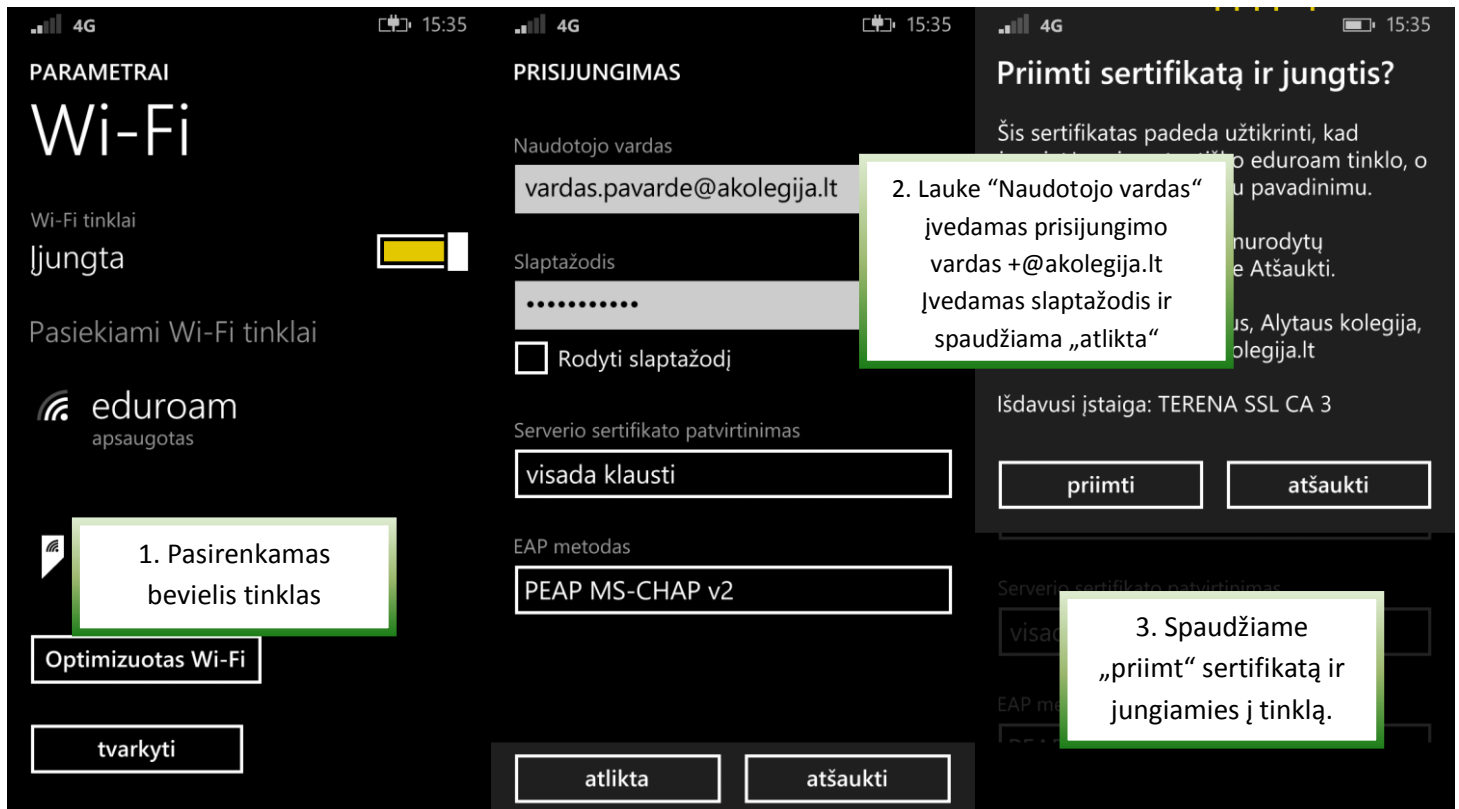 4G 15:35
PARAMETRAI
Wi-Fi
Wi-Fi tinklai
Įjungta
Pasiekiami Wi-Fi tinklai
eduroam
apsaugotas
1. Pasirenkamas
bevielis tinklas
Optimizuotas Wi-Fi
tvarkyti
4G 15:35
PRISIJUNGIMAS
Naudotojo vardas
vardas.pavarde@akolegija.lt
Slaptažodis
•••••••••••
Rodyti slaptažodį
Serverio sertifikato patvirtinimas
visada klausti
EAP metodas
PEAP MS-CHAP v2
atlikta atšaukti
2. Lauke “Naudotojo vardas“
įvedamas prisijungimo
vardas +@akolegija.lt
Įvedamas slaptažodis ir
spaudžiama „atlikta“
4G 15:35
Priimti sertifikatą ir jungtis?
Šis sertifikatas padeda užtikrinti, kad
eduroam tinklo, o
pavadinimu.
nurodytų
Atšaukti.
Alytaus kolegija,
Išdavusi įstaiga: TERENA SSL CA 3
priimti atšaukti
Serverio sertifikato patvirtinimas
EAP
3. Spaudžiame
„priimt“ sertifikatą ir
jungiamies į tinklą.